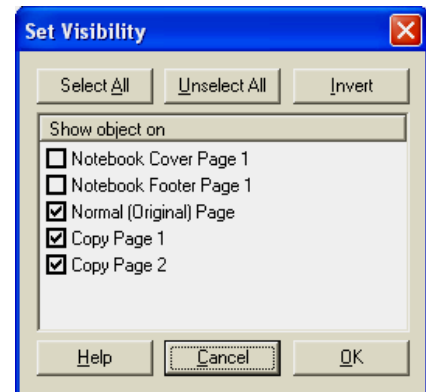 Set Visibility
Select All Unselect All Invert
Show object on
Notebook Cover Page 1
Notebook Footer Page 1
Normal (Original) Page
Copy Page 1
Copy Page 2
Help Cancel OK